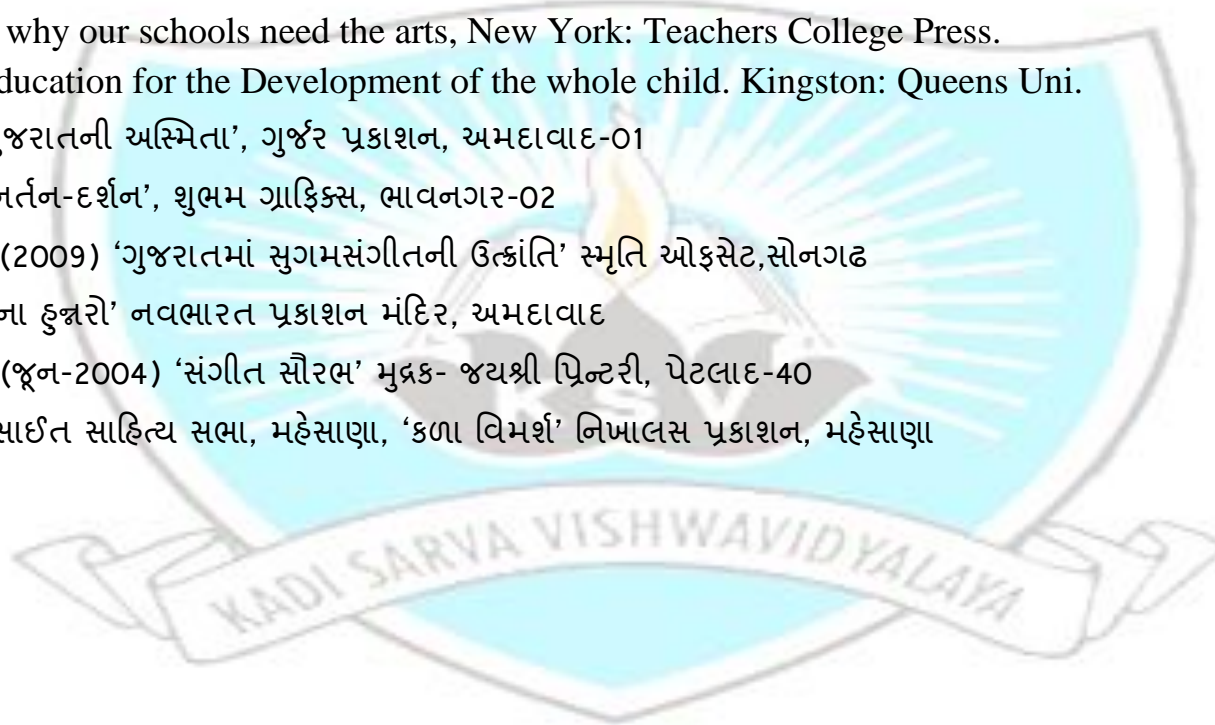 why our schools need the arts, New York: Teachers College Press.
ducation for the Development of the whole child. Kingston: Queens Uni.
જરાતની અસ્મિતા’, ગુર્જર પ્રકાશન, અમદાવાદ-01
નર્તન-દર્શન’, શુભમ ગ્રાફિક્સ, ભાવનગર-02
(2009) ‘ગુજરાતમાં સુગમસંગીતની ઉત્ક્રાંતિ’ સ્મૃતિ ઓફસેટ,સોનગઢ
ના હુન્નરો’ નવભારત પ્રકાશન મંદિર, અમદાવાદ
(જૂન-2004) ‘સંગીત સૌરભ’ મુદ્રક- જયશ્રી પ્રિન્ટરી, પેટલાદ-40
સાઈત સાહિત્ય સભા, મહેસાણા, ‘કળા વિમર્શ’ નિખાલસ પ્રકાશન, મહેસાણા
KSV
KADI SARVA VISHWAVIDYALAYA